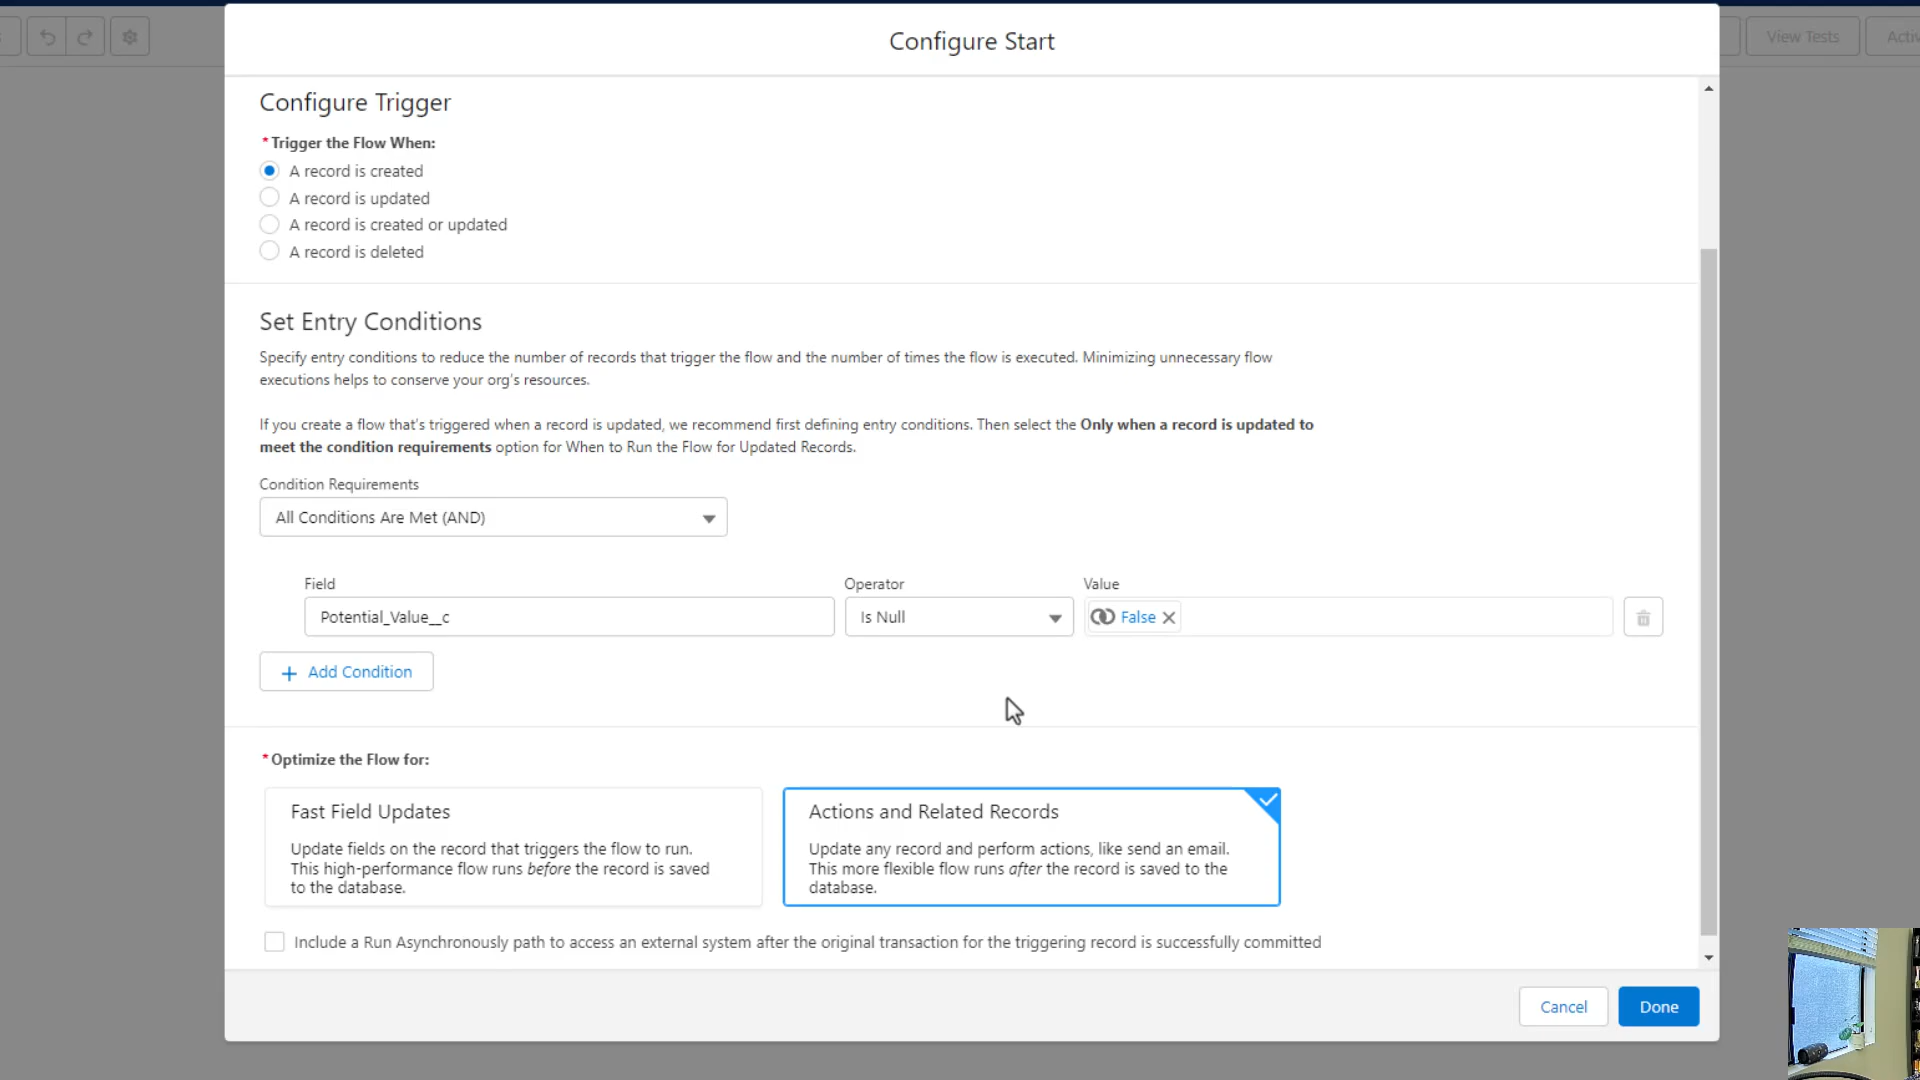 Configure Start
View Tests
Configure Trigger
*Trigger the Flow When:
A record is created
A record is updated
A record is created or updated
A record is deleted
Set Entry Conditions
Specify entry conditions to reduce the number of records that trigger the flow and the number of times the flow is executed. Minimizing unnecessary flow
executions helps to conserve your org's resources.
If you create a flow that's triggered when a record is updated, we recommend first defining entry conditions. Then select the Only when a record is updated to
meet the condition requirements option for When to Run the Flow for Updated Records.
Condition Requirements
All Conditions Are Met (AND)
Field Operator Value
Potential_Value__c Is Null False
Add Condition
*Optimize the Flow for:
Fast Field Updates
Update fields on the record that triggers the flow to run.
This high-performance flow runs before the record is saved
to the database.
Actions and Related Records
Update any record and perform actions, like send an email.
This more flexible flow runs after the record is saved to the
database.
Include a Run Asynchronously path to access an external system after the original transaction for the triggering record is successfully committed
Cancel Done